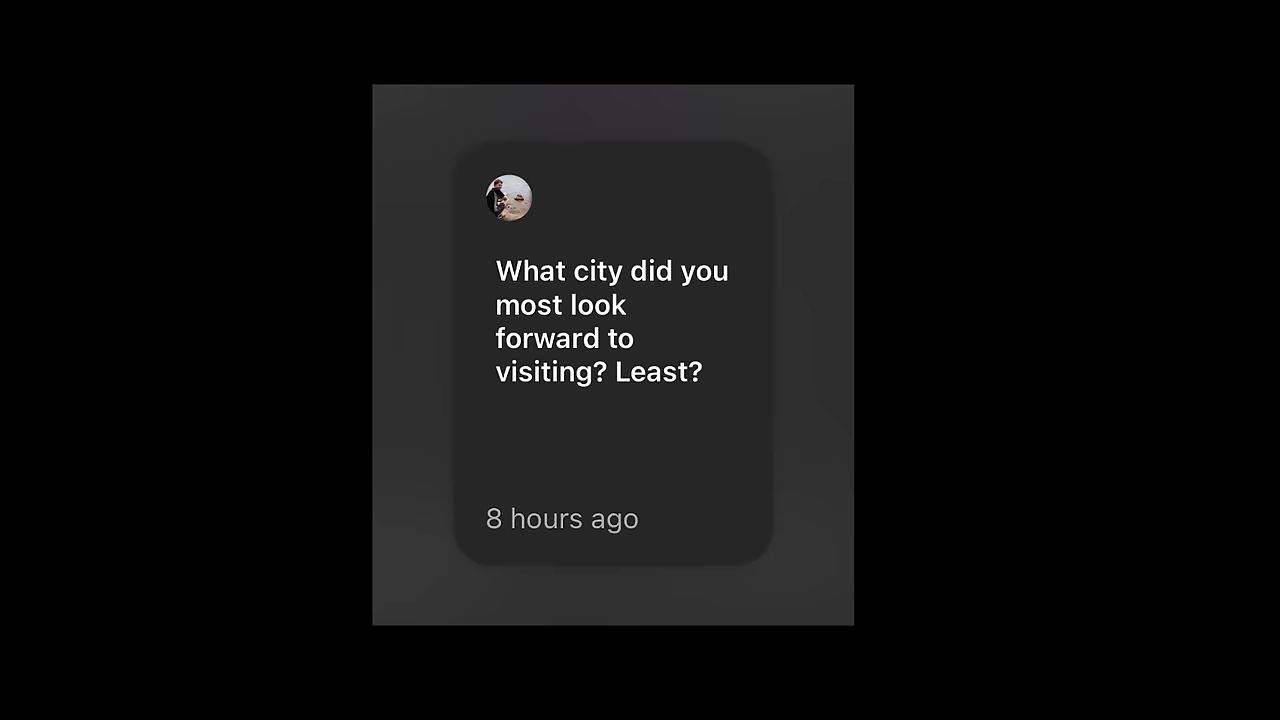 What city did you
most look
forward to
visiting? Least?
8 hours ago